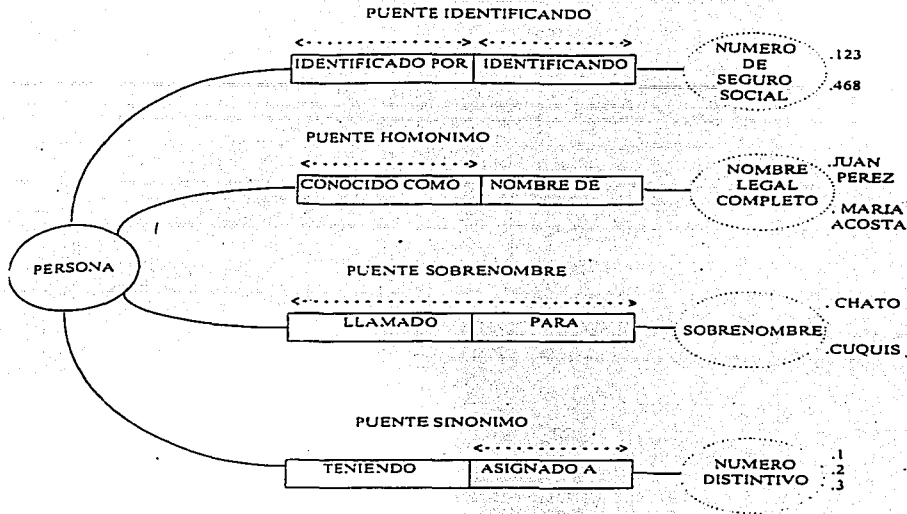 PUENTE IDENTIFICANDO
IDENTIFICADO POR IDENTIFICANDO
NUMERO
DE
SEGURO
SOCIAL
.123
.468
PUENTE HOMONIMO
CONOCIDO COMO NOMBRE DE
NOMBRE
LEGAL
COMPLETO
.JUAN
PEREZ
. MARIA
ACOSTA
PERSONA
PUENTE SOBRENOMBRE
LLAMADO PARA
SOBRENOMBRE
. CHATO
.CUQUIS
PUENTE SINONIMO
TENIENDO ASIGNADO A
NUMERO
DISTINTIVO
.1
.2
.3